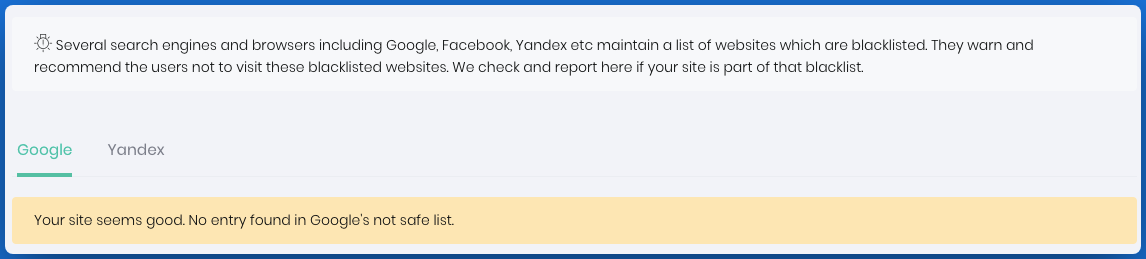 Several search engines and browsers including Google, Facebook, Yandex etc maintain a list of websites which are blacklisted. They warn and
recommend the users not to visit these blacklisted websites. We check and report here if your site is part of that blacklist.
Google Yandex
Your site seems good. No entry found in Google's not safe list.